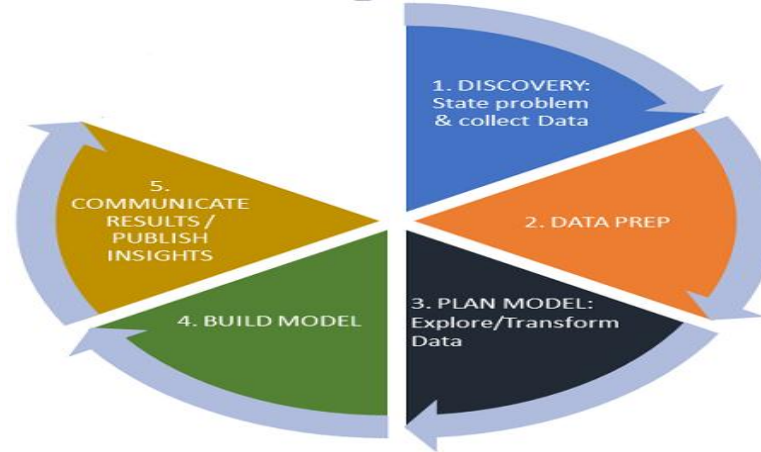 1. DISCOVERY:
State problem
& collect Data
2. DATA PREP
3. PLAN MODEL:
Explore/Transform
Data
4. BUILD MODEL
5.
COMMUNICATE
RESULTS /
PUBLISH
INSIGHTS